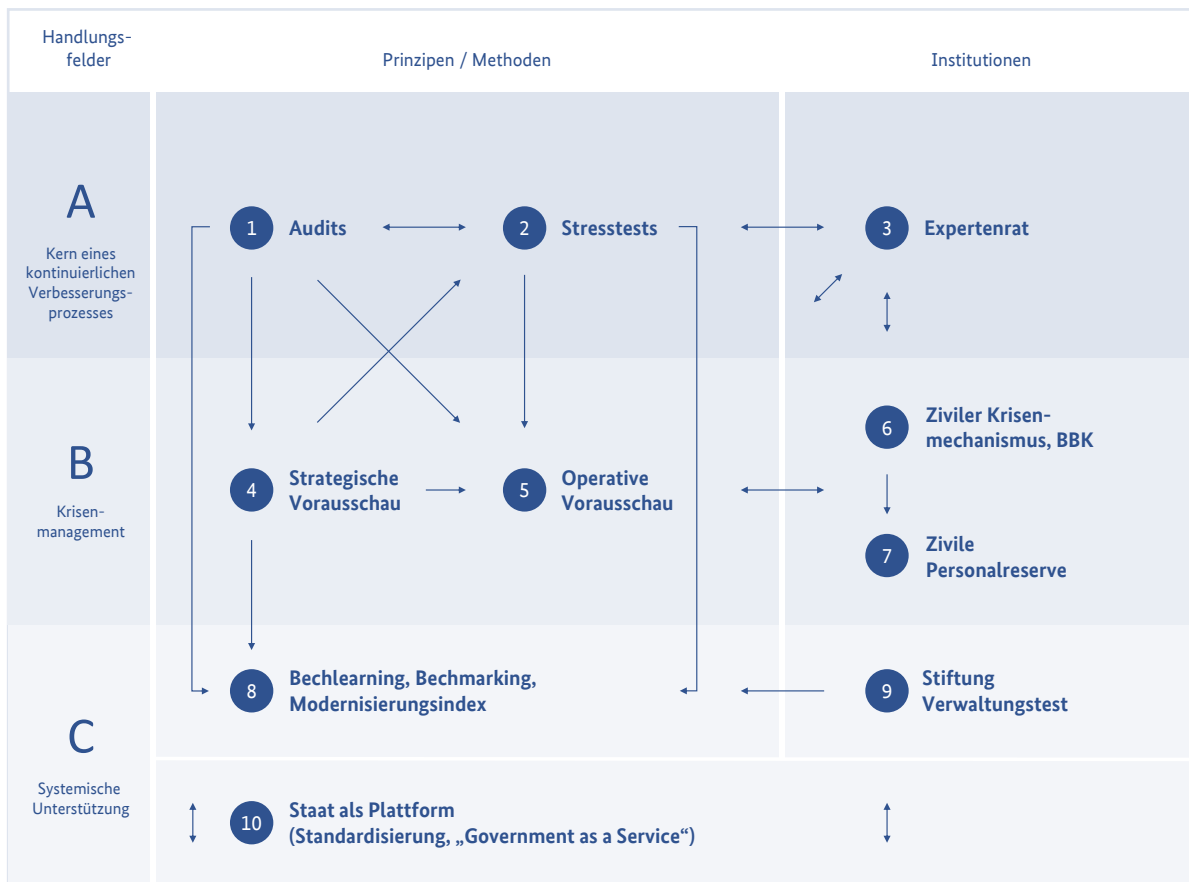 Handlungs-
felder
Prinzipen / Methoden
Institutionen
A
Kern eines
kontinuierlichen
Verbesserungs-
prozesses
1 Audits
2 Stresstests
3 Expertenrat
B
Krisen-
management
4 Strategische
Vorausschau
5 Operative
Vorausschau
6 Ziviler Krisen-
mechanismus, BBK
7 Zivile
Personalreserve
C
Systemische
Unterstützung
8 Bechlearning, Bechmarking,
Modernisierungsindex
9 Stiftung
Verwaltungstest
10 Staat als Plattform
(Standardisierung, „Government as a Service“)